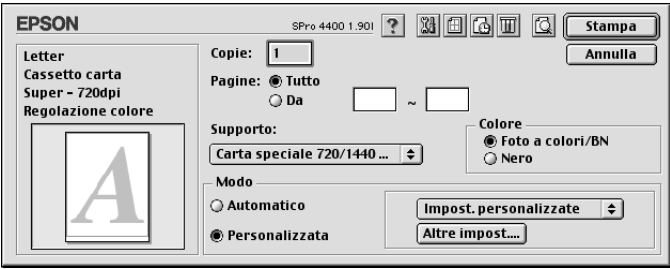 EPSON
SPro 4400 1.90I
?
Stampa
Annulla
Letter
Cassetto carta
Super - 720dpi
Regolazione colore
A
Copie: 1
Pagine: Tutto
Da ~
Supporto:
Carta speciale 720/1440 ...
Colore
Foto a colori/BN
Nero
Modo
Automatico
Personalizzata
Impost. personalizzate
Altre impost....